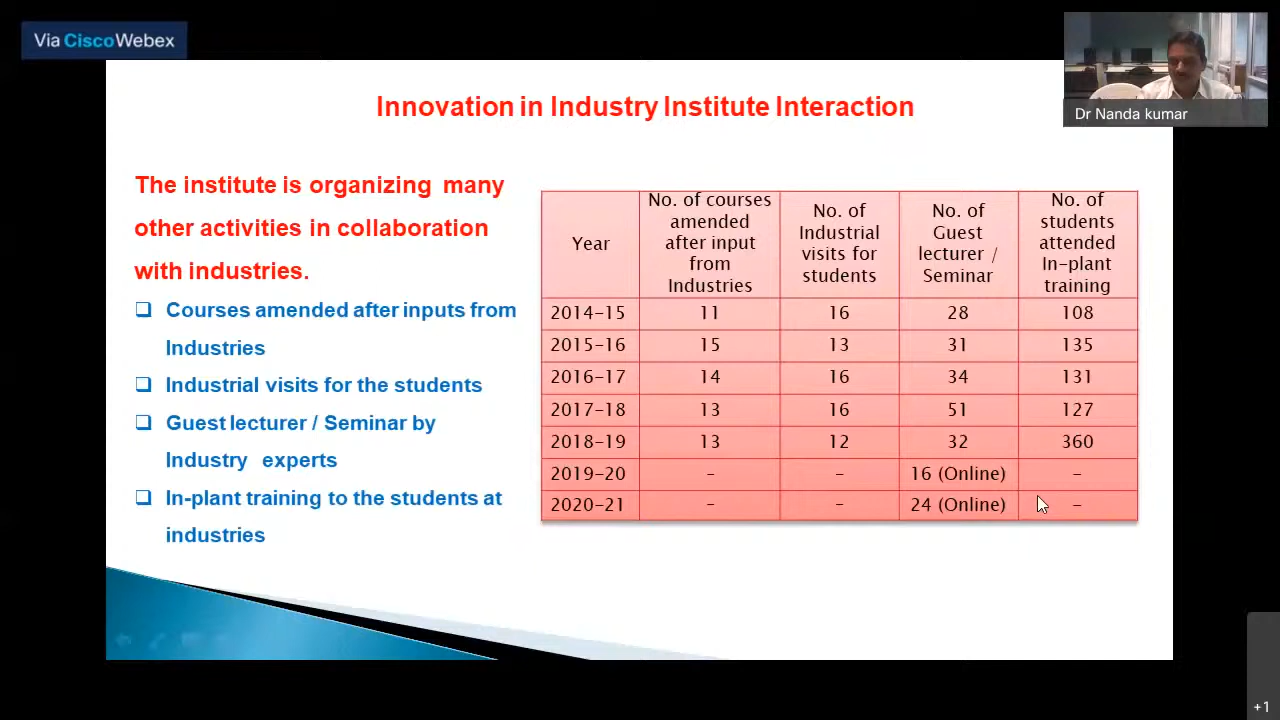 Via CiscoWebex
Dr Nanda kumar
Innovation in Industry Institute Interaction
The institute is organizing many
other activities in collaboration
with industries.
Courses amended after inputs from
Industries
Industrial visits for the students
Guest lecturer / Seminar by
Industry experts
In-plant training to the students at
industries
Year
No. of courses
amended
after input
from
Industries
No. of
Industrial
visits for
students
No. of
Guest
lecturer /
Seminar
No. of
students
attended
In-plant
training
2014-15 11 16 28 108
2015-16 15 13 31 135
2016-17 14 16 34 131
2017-18 13 16 51 127
2018-19 13 12 32 360
2019-20 - - 16 (Online) -
2020-21 - - 24 (Online) -
+1